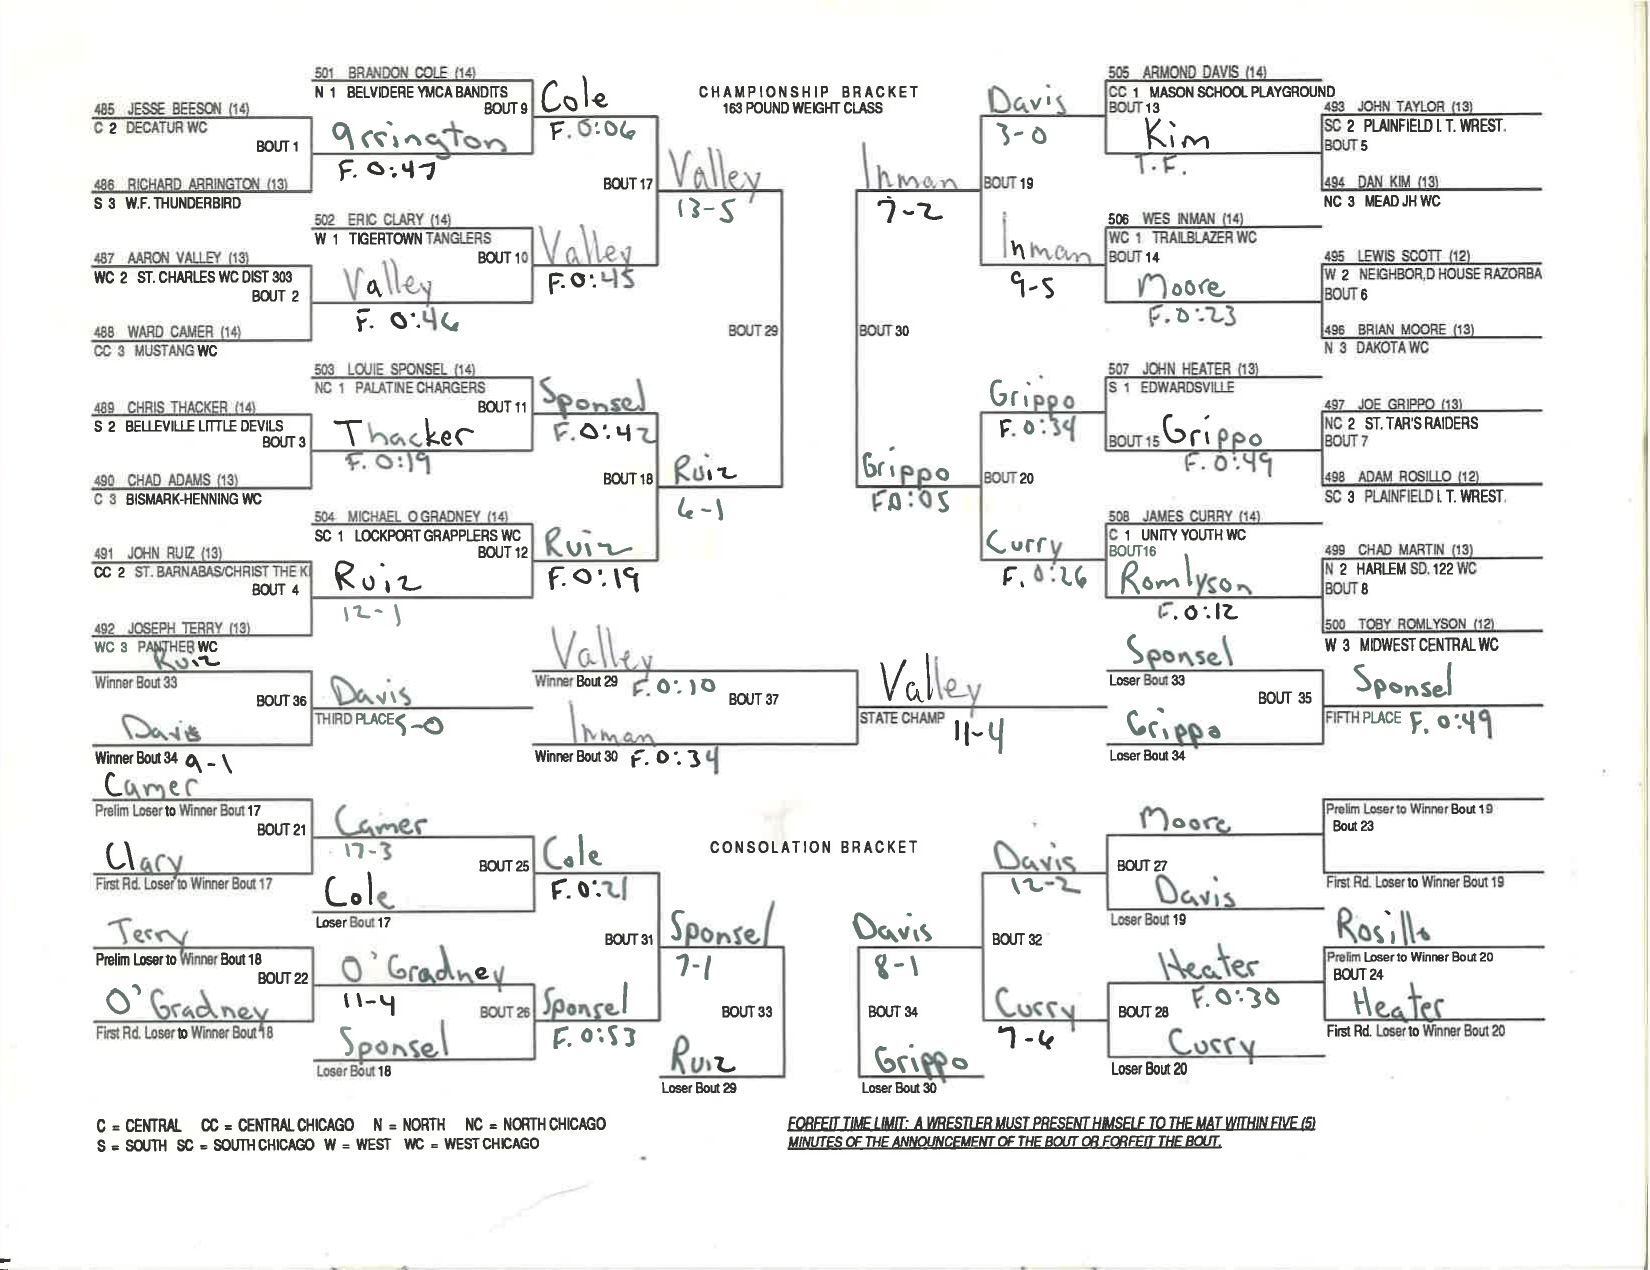 CHAMPIONSHIP BRACKET
163 POUND WEIGHT CLASS
485 JESSE BEESON (14)
C 2 DECATUR WC
BOUT 1
486 RICHARD ARRINGTON (13)
S 3 W.F. THUNDERBIRD
487 AARON VALLEY (13)
WC 2 ST. CHARLES WC DIST 303
BOUT 2
488 WARD CAMER (14)
CC 3 MUSTANG WC
489 CHRIS THACKER (14)
S 2 BELLEVILLE LITTLE DEVILS
BOUT 3
490 CHAD ADAMS (13)
C 3 BISMARK-HENNING WC
491 JOHN RUIZ (13)
CC 2 ST. BARNABAS/CHRIST THE K
BOUT 4
492 JOSEPH TERRY (13)
WC 3 PANTHER WC
501 BRANDON COLE (14)
N 1 BELVIDERE YMCA BANDITS
BOUT 9
Arrington
F. 0:47
502 ERIC CLARY (14)
W 1 TIGERTOWN TANGLERS
BOUT 10
Valley
F. 0:46
503 LOUIE SPONSEL (14)
NC 1 PALATINE CHARGERS
BOUT 11
Thacker
F. 0:19
504 MICHAEL O GRADNEY (14)
SC 1 LOCKPORT GRAPPLERS WC
BOUT 12
Ruiz
12-1
Cole
F. 0:06
BOUT 17
Valley
F. 0:45
Sponsel
F. 0:42
BOUT 18
Ruiz
F. 0:19
Valley
13-5
BOUT 29
Ruiz
6-1
Inman
7-2
BOUT 30
Grippo
F 0:05
Davis
3-0
BOUT 19
Inman
9-5
Grippo
F. 0:34
BOUT 20
Curry
F. 0:26
505 ARMOND DAVIS (14)
CC 1 MASON SCHOOL PLAYGROUND
BOUT 13
Kim
T.F.
506 WES INMAN (14)
WC 1 TRAILBLAZER WC
BOUT 14
Moore
F. 0:23
507 JOHN HEATER (13)
S 1 EDWARDSVILLE
BOUT 15 Grippo
F. 0:49
508 JAMES CURRY (14)
C 1 UNITY YOUTH WC
BOUT16
Romlyson
F. 0:12
493 JOHN TAYLOR (13)
SC 2 PLAINFIELD I. T. WREST.
BOUT 5
494 DAN KIM (13)
NC 3 MEAD JH WC
495 LEWIS SCOTT (12)
W 2 NEIGHBOR,D HOUSE RAZORBA
BOUT 6
496 BRIAN MOORE (13)
N 3 DAKOTA WC
497 JOE GRIPPO (13)
NC 2 ST. TAR'S RAIDERS
BOUT 7
498 ADAM ROSILLO (12)
SC 3 PLAINFIELD I. T. WREST.
499 CHAD MARTIN (13)
N 2 HARLEM SD. 122 WC
BOUT 8
500 TOBY ROMLYSON (12)
W 3 MIDWEST CENTRAL WC
Ruiz
Winner Bout 33
BOUT 36
Davis
Winner Bout 34 9-1
Davis
THIRD PLACE 5-0
Valley
Winner Bout 29 F. 0:10
BOUT 37
Inman
Winner Bout 30 F. 0:34
Valley
STATE CHAMP 11-4
Sponsel
Loser Bout 33
BOUT 35
Grippo
Loser Bout 34
Sponsel
FIFTH PLACE F. 0:49
CONSOLATION BRACKET
Camer
Prelim Loser to Winner Bout 17
BOUT 21
Clary
First Rd. Loser to Winner Bout 17
Terry
Prelim Loser to Winner Bout 18
BOUT 22
O'Gradney
First Rd. Loser to Winner Bout 18
Camer
17-3
BOUT 25
Cole
Loser Bout 17
O'Gradney
11-4
BOUT 26
Sponsel
Loser Bout 18
Cole
F. 0:21
BOUT 31
Sponsel
F. 0:53
Sponsel
7-1
BOUT 33
Ruiz
Loser Bout 29
Davis
8-1
BOUT 34
Grippo
Loser Bout 30
Davis
12-2
BOUT 32
Curry
7-6
Moore
BOUT 27
Davis
Loser Bout 19
Heater
F. 0:30
BOUT 28
Curry
Loser Bout 20
Prelim Loser to Winner Bout 19
Bout 23
First Rd. Loser to Winner Bout 19
Rosillo
Prelim Loser to Winner Bout 20
BOUT 24
Heater
First Rd. Loser to Winner Bout 20
C = CENTRAL CC = CENTRAL CHICAGO N = NORTH NC = NORTH CHICAGO
S = SOUTH SC = SOUTH CHICAGO W = WEST WC = WEST CHICAGO
FORFEIT TIME LIMIT: A WRESTLER MUST PRESENT HIMSELF TO THE MAT WITHIN FIVE (5)
MINUTES OF THE ANNOUNCEMENT OF THE BOUT OR FORFEIT THE BOUT.